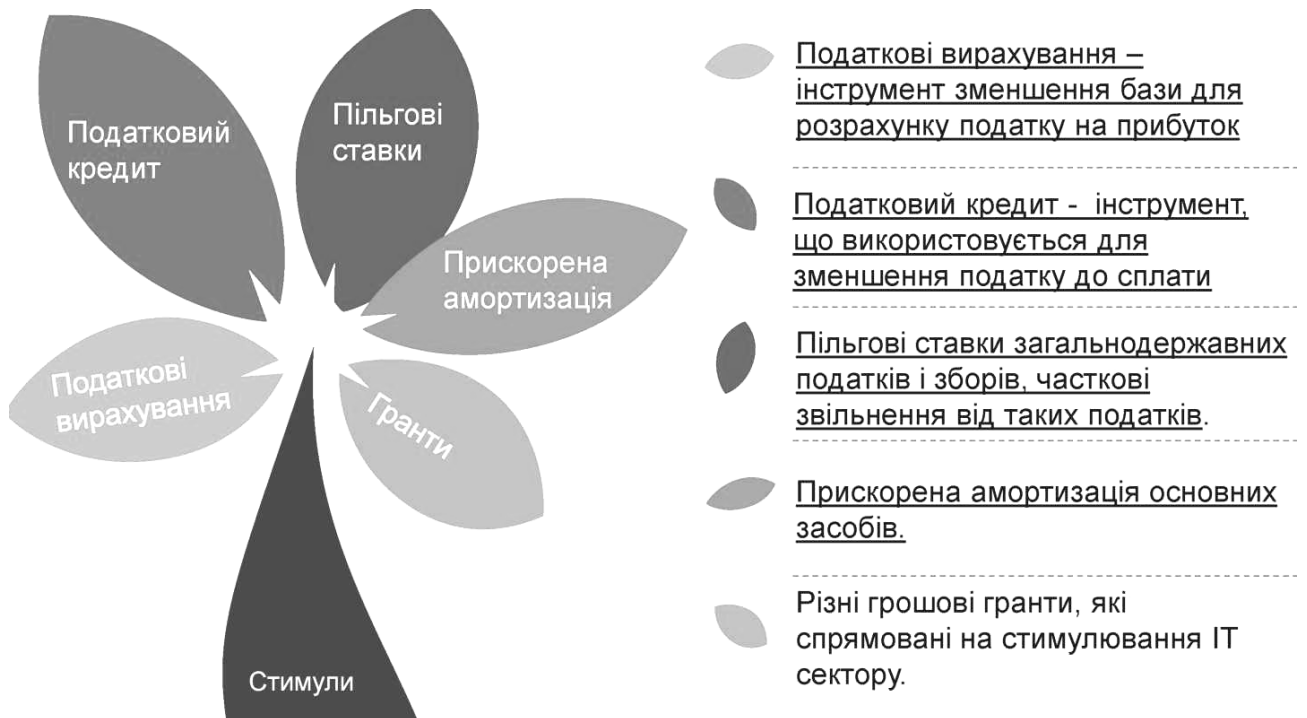 Податковий
кредит
Пільгові
ставки
Прискорена
амортизація
Податкові
вирахування
Гранти
Стимули
Податкові вирахування –
інструмент зменшення бази для
розрахунку податку на прибуток
Податковий кредит - інструмент,
що використовується для
зменшення податку до сплати
Пільгові ставки загальнодержавних
податків і зборів, часткові
звільнення від таких податків.
Прискорена амортизація основних
засобів.
Різні грошові гранти, які
спрямовані на стимулювання ІТ
сектору.